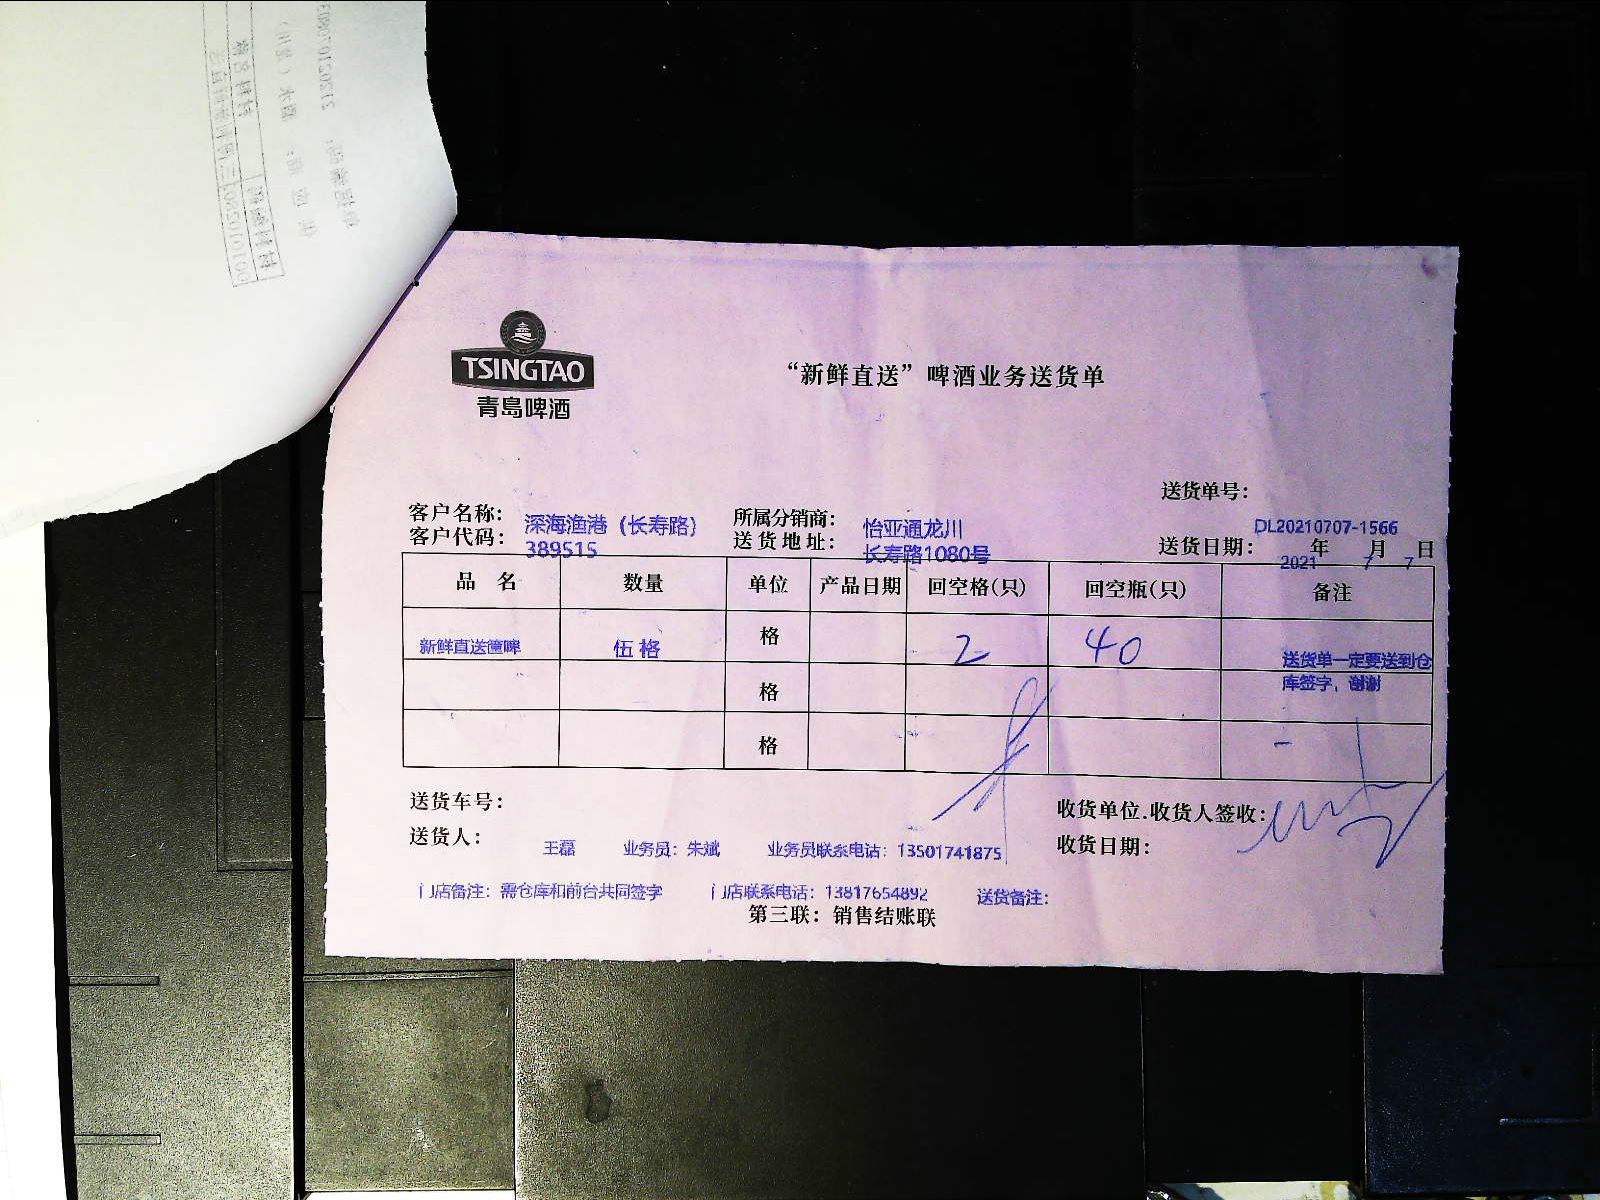 TSINGTAO
青岛啤酒
“新鲜直送”啤酒业务送货单
送货单号：
DL20210707-1566
客户名称：深海渔港（长寿路） 所属分销商：怡亚通龙川
客户代码：389515 送货地址：长寿路1080号 送货日期：2021年7月7日
品名 数量 单位 产品日期 回空格(只) 回空瓶(只) 备注
新鲜直送筐啤 伍格 格 2 40 送货单一定要送到仓
库签字，谢谢
格
格
送货车号： 收货单位.收货人签收：
送货人：王磊 业务员：朱斌 业务员联系电话：13501741875 收货日期：
门店备注：需仓库和前台共同签字 门店联系电话：13817654892 送货备注：
第三联：销售结账联